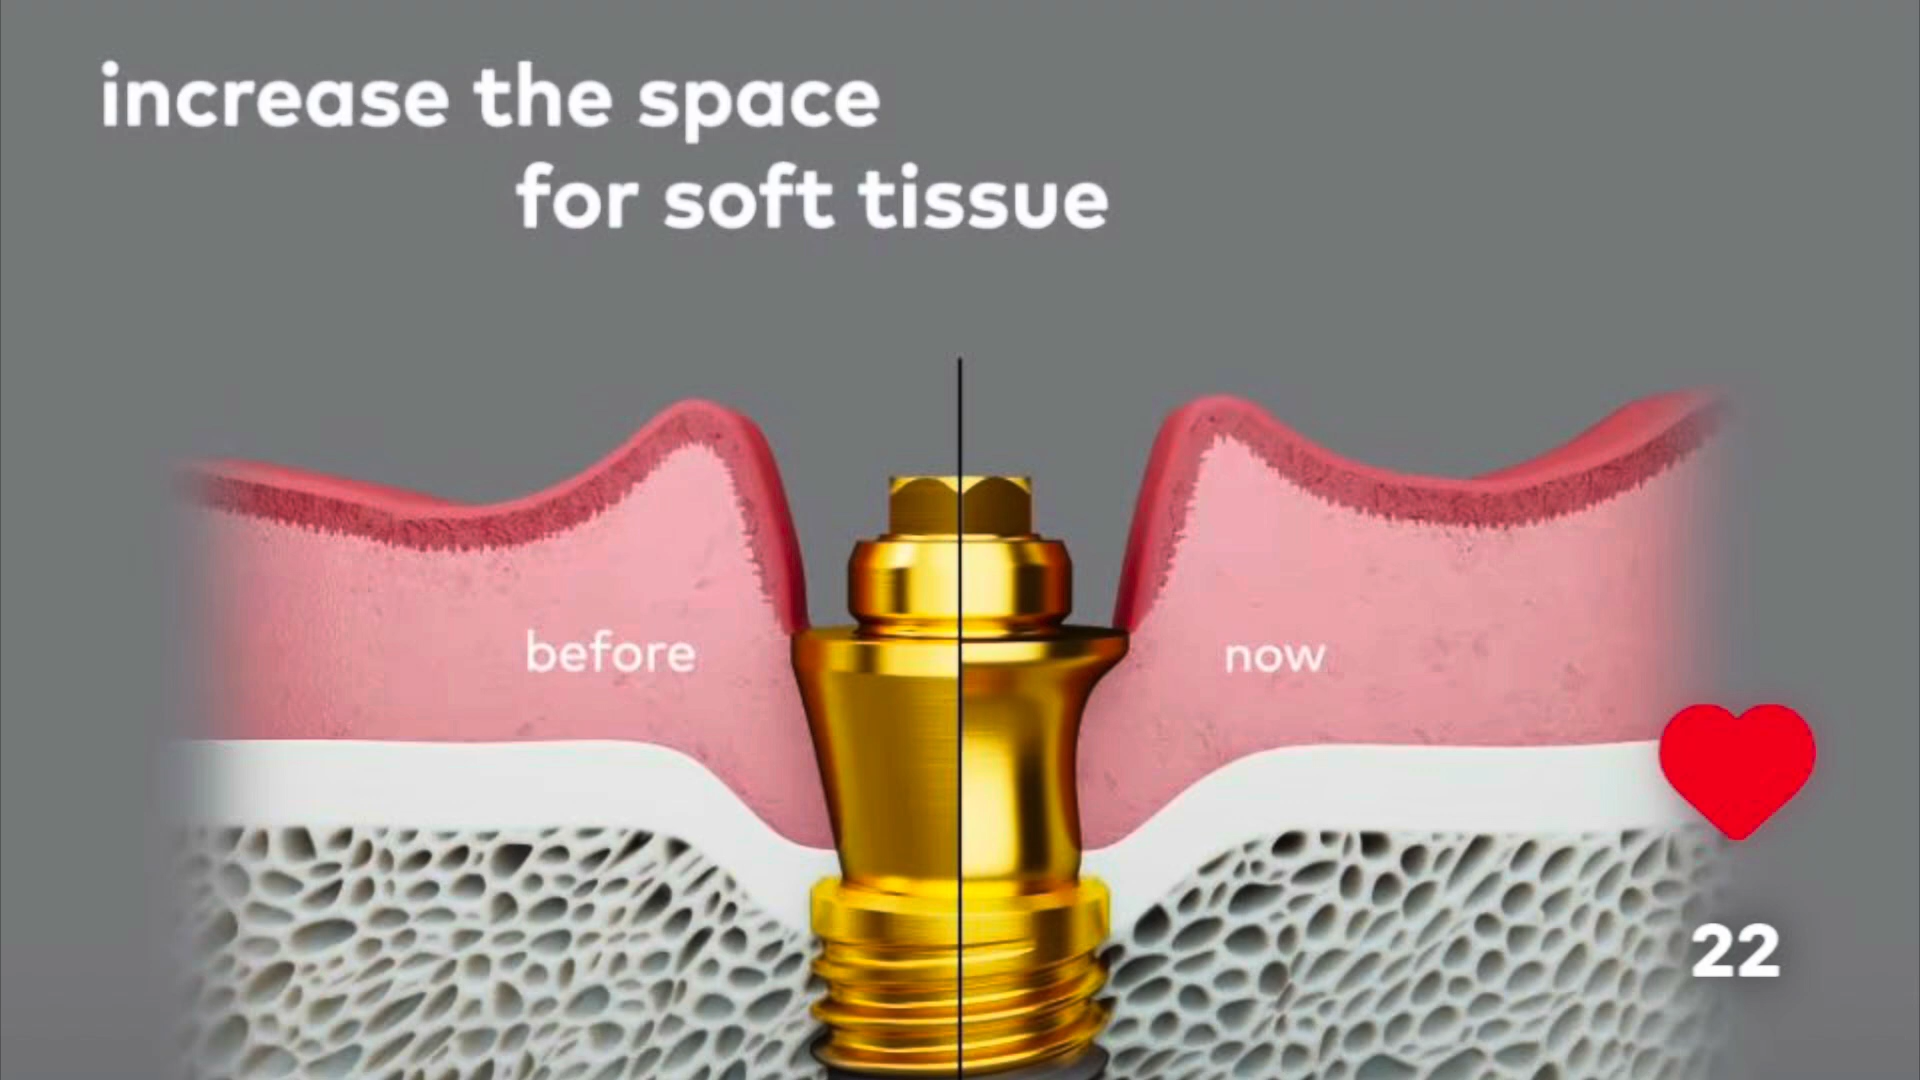 increase the space
for soft tissue
before
now
22